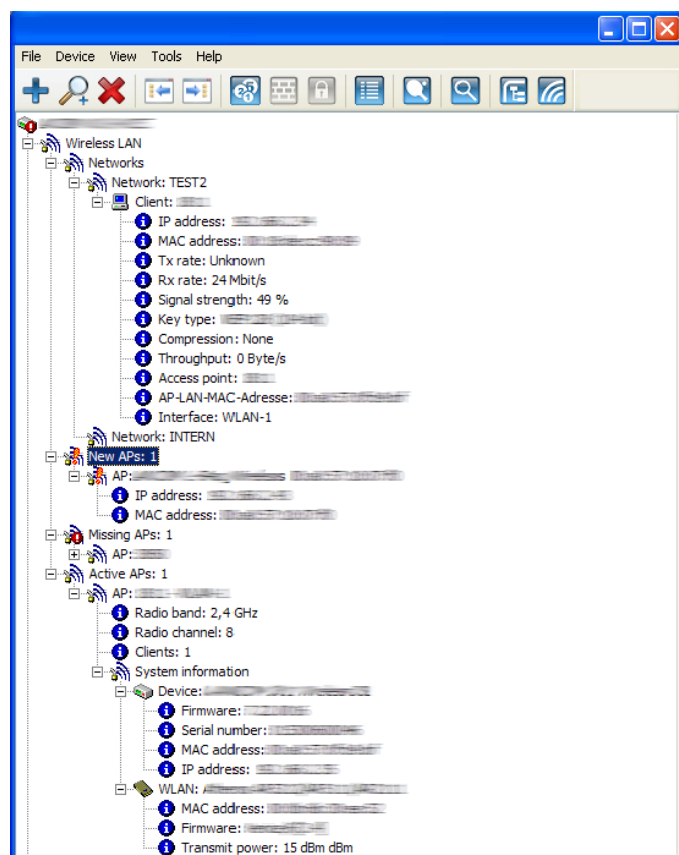 File Device View Tools Help
Wireless LAN
Networks
Network: TEST2
Client:
IP address:
MAC address:
Tx rate: Unknown
Rx rate: 24 Mbit/s
Signal strength: 49 %
Key type:
Compression: None
Throughput: 0 Byte/s
Access point:
AP-LAN-MAC-Adresse:
Interface: WLAN-1
Network: INTERN
New APs: 1
AP:
IP address:
MAC address:
Missing APs: 1
AP:
Active APs: 1
AP:
Radio band: 2,4 GHz
Radio channel: 8
Clients: 1
System information
Device:
Firmware:
Serial number:
MAC address:
IP address:
WLAN:
MAC address:
Firmware:
Transmit power: 15 dBm dBm